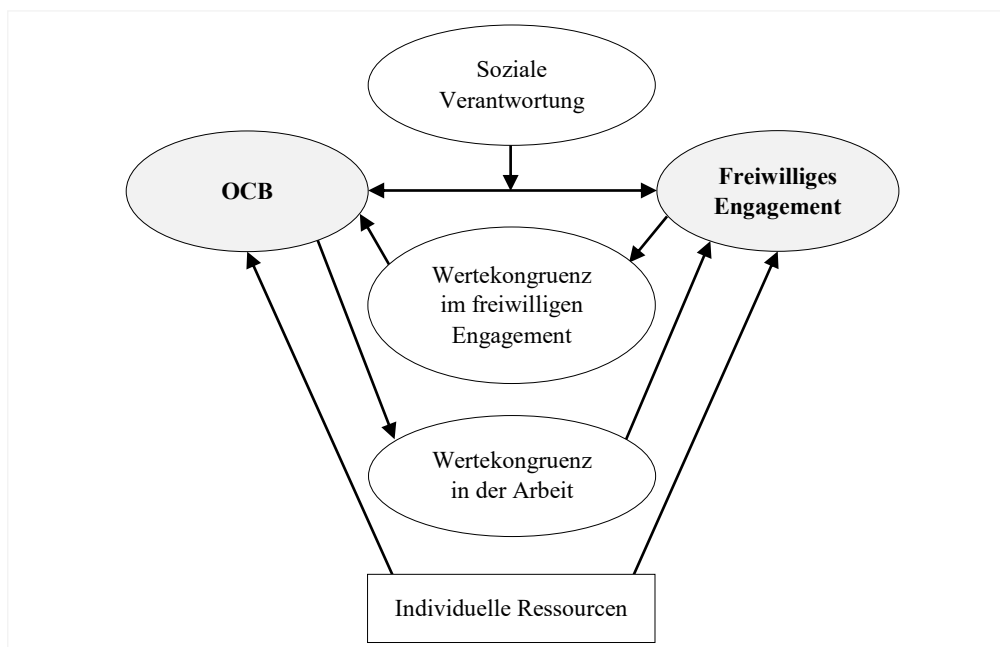 Soziale
Verantwortung
OCB
Freiwilliges
Engagement
Wertekongruenz
im freiwilligen
Engagement
Wertekongruenz
in der Arbeit
Individuelle Ressourcen